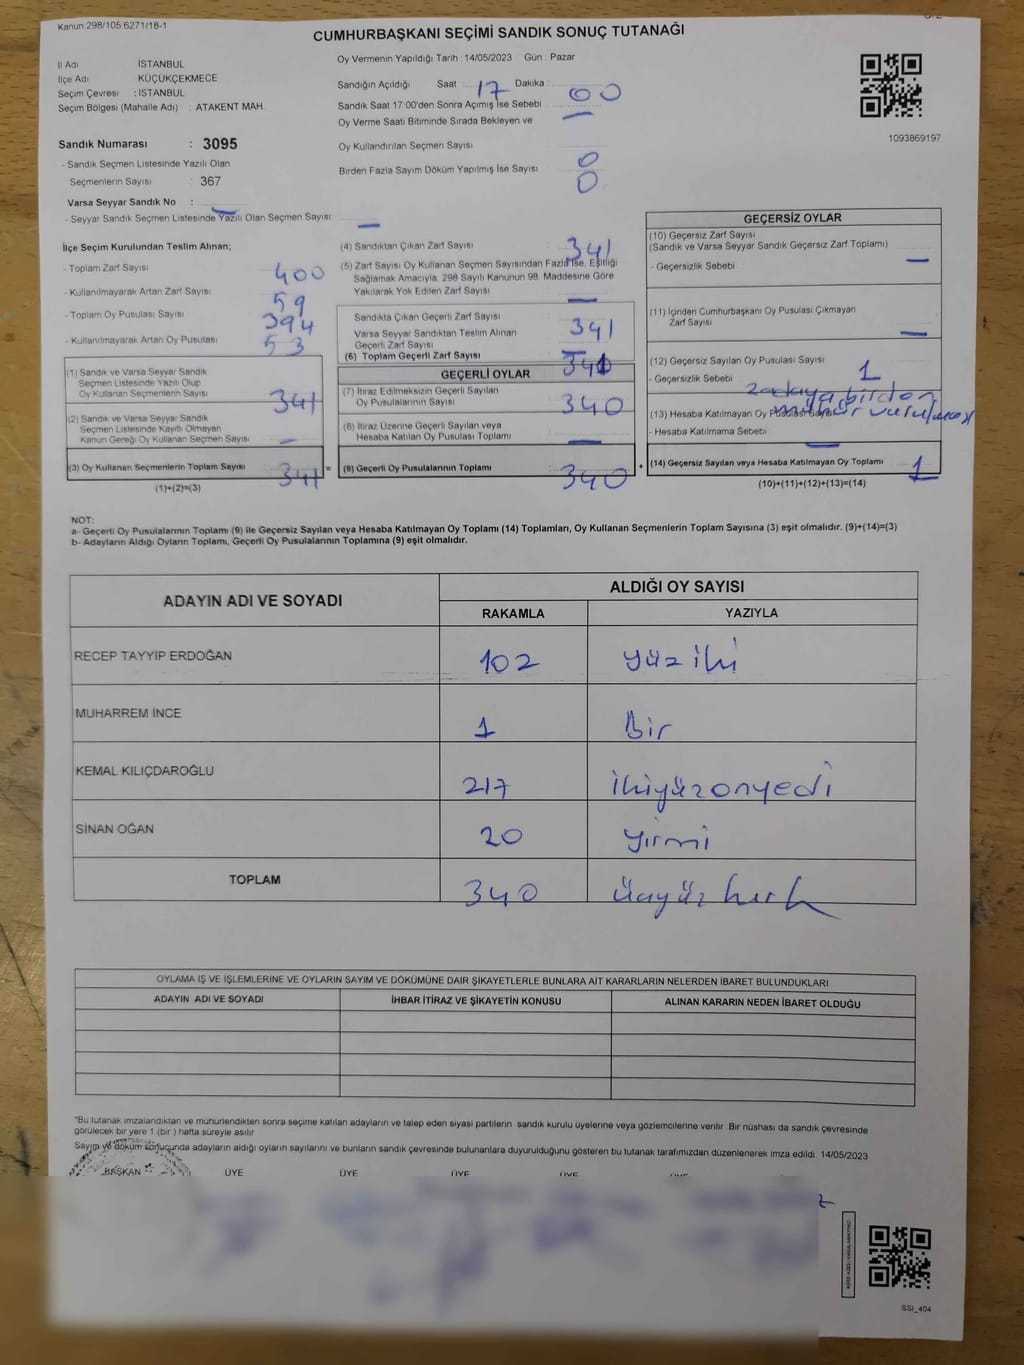 Kanun:298/105.6271/18-1
CUMHURBAŞKANI SEÇİMİ SANDIK SONUÇ TUTANAĞI
İl Adı İSTANBUL
İlçe Adı KÜÇÜKÇEKMECE
Seçim Çevresi : İSTANBUL
Seçim Bölgesi (Mahalle Adı) : ATAKENT MAH.
Sandık Numarası : 3095
- Sandık Seçmen Listesinde Yazılı Olan
Seçmenlerin Sayısı : 367
Varsa Seyyar Sandık No : —
- Seyyar Sandık Seçmen Listesinde Yazılı Olan Seçmen Sayısı —
Oy Vermenin Yapıldığı Tarih : 14/05/2023 Gün : Pazar
Sandığın Açıldığı Saat : 17 Dakika : 00
Sandık Saat 17:00'den Sonra Açımış İse Sebebi —
Oy Verme Saati Bitiminde Sırada Bekleyen ve
Oy Kullandırılan Seçmen Sayısı 0
Birden Fazla Sayım Döküm Yapılmış İse Sayısı 0
1093869197
İlçe Seçim Kurulundan Teslim Alınan;
- Toplam Zarf Sayısı 400
- Kullanılmayarak Artan Zarf Sayısı 59
- Toplam Oy Pusulası Sayısı 394
- Kullanılmayarak Artan Oy Pusulası 53
(1) Sandık ve Varsa Seyyar Sandık
Seçmen Listesinde Yazılı Olup
Oy Kullanan Seçmenlerin Sayısı 341
(2) Sandık ve Varsa Seyyar Sandık
Seçmen Listesinde Kayıtlı Olmayan
Kanun Gereği Oy Kullanan Seçmen Sayısı —
(3) Oy Kullanan Seçmenlerin Toplam Sayısı 341
(1)+(2)=(3)
(4) Sandıktan Çıkan Zarf Sayısı 341
(5) Zarf Sayısı Oy Kullanan Seçmen Sayısından Fazla İse, Eşitliği
Sağlamak Amacıyla, 298 Sayılı Kanunun 98. Maddesine Göre
Yakılarak Yok Edilen Zarf Sayısı —
Sandıkta Çıkan Geçerli Zarf Sayısı 341
Varsa Seyyar Sandıktan Teslim Alınan
Geçerli Zarf Sayısı —
(6) Toplam Geçerli Zarf Sayısı 341
GEÇERLİ OYLAR
(7) İtiraz Edilmeksizin Geçerli Sayılan
Oy Pusulalarının Sayısı 340
(8) İtiraz Üzerine Geçerli Sayılan veya
Hesaba Katılan Oy Pusulası Toplamı —
= (9) Geçerli Oy Pusulalarının Toplamı : 340
GEÇERSİZ OYLAR
(10) Geçersiz Zarf Sayısı
(Sandık ve Varsa Seyyar Sandık Geçersiz Zarf Toplamı)
- Geçersizlik Sebebi —
(11) İçinden Cumhurbaşkanı Oy Pusulası Çıkmayan
Zarf Sayısı —
(12) Geçersiz Sayılan Oy Pusulası Sayısı 1
- Geçersizlik Sebebi 2 adaya birden
mühür vurulması
(13) Hesaba Katılmayan Oy Pusulası Sayısı
- Hesaba Katılmama Sebebi —
+ (14) Geçersiz Sayılan veya Hesaba Katılmayan Oy Toplamı 1
(10)+(11)+(12)+(13)=(14)
NOT:
a- Geçerli Oy Pusulalarının Toplamı (9) ile Geçersiz Sayılan veya Hesaba Katılmayan Oy Toplamı (14) Toplamları, Oy Kullanan Seçmenlerin Toplam Sayısına (3) eşit olmalıdır. (9)+(14)=(3)
b- Adayların Aldığı Oyların Toplamı, Geçerli Oy Pusulalarının Toplamına (9) eşit olmalıdır.
ADAYIN ADI VE SOYADI ALDIĞI OY SAYISI
RAKAMLA YAZIYLA
RECEP TAYYİP ERDOĞAN 102 yüz iki
MUHARREM İNCE 1 Bir
KEMAL KILIÇDAROĞLU 217 ikiyüzonyedi
SİNAN OĞAN 20 yirmi
TOPLAM 340 üçyüz kırk
OYLAMA İŞ VE İŞLEMLERİNE VE OYLARIN SAYIM VE DÖKÜMÜNE DAİR ŞİKAYETLERLE BUNLARA AİT KARARLARIN NELERDEN İBARET BULUNDUKLARI
ADAYIN ADI VE SOYADI İHBAR İTİRAZ VE ŞİKAYETİN KONUSU ALINAN KARARIN NEDEN İBARET OLDUĞU
*Bu tutanak imzalandıktan ve mühürlendikten sonra seçime katılan adayların ve talep eden siyasi partilerin sandık kurulu üyelerine veya gözlemcilerine verilir. Bir nüshası da sandık çevresinde
görülecek bir yere 1 (bir ) hafta süreyle asılır
Sayım ve döküm sonucunda adayların aldığı oyların sayılarını ve bunların sandık çevresinde bulunanlara duyurulduğunu gösteren bu tutanak tarafımızdan düzenlenerek imza edildi. 14/05/2023
BAŞKAN ÜYE ÜYE ÜYE ÜYE
SSI_404